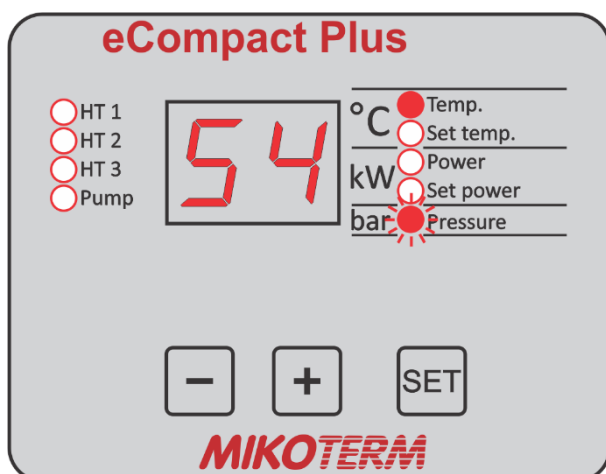 eCompact Plus
HT 1
HT 2
HT 3
Pump
54
°C
Temp.
Set temp.
kW
Power
Set power
bar
Pressure
−
+
SET
MIKOTERM